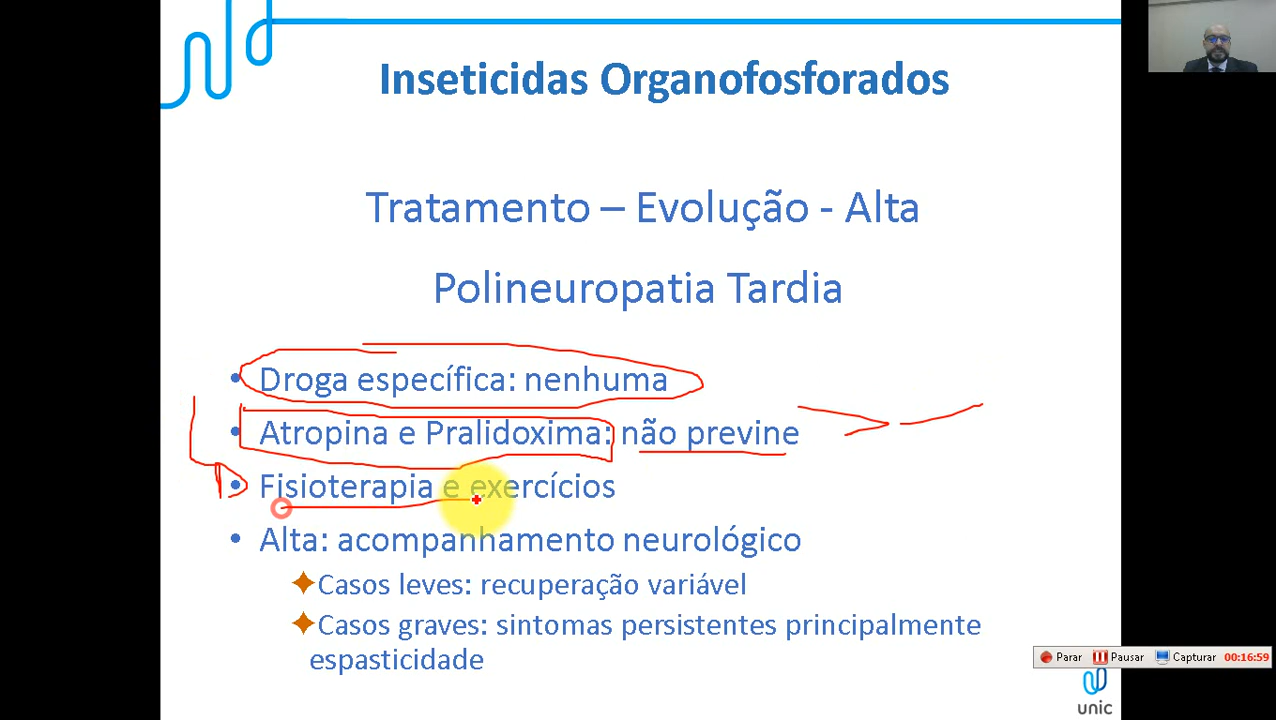 Inseticidas Organofosforados
Tratamento – Evolução - Alta
Polineuropatia Tardia
• Droga específica: nenhuma
• Atropina e Pralidoxima: não previne
• Fisioterapia e exercícios
• Alta: acompanhamento neurológico
✦Casos leves: recuperação variável
✦Casos graves: sintomas persistentes principalmente
espasticidade
Parar Pausar Capturar 00:16:59
unic